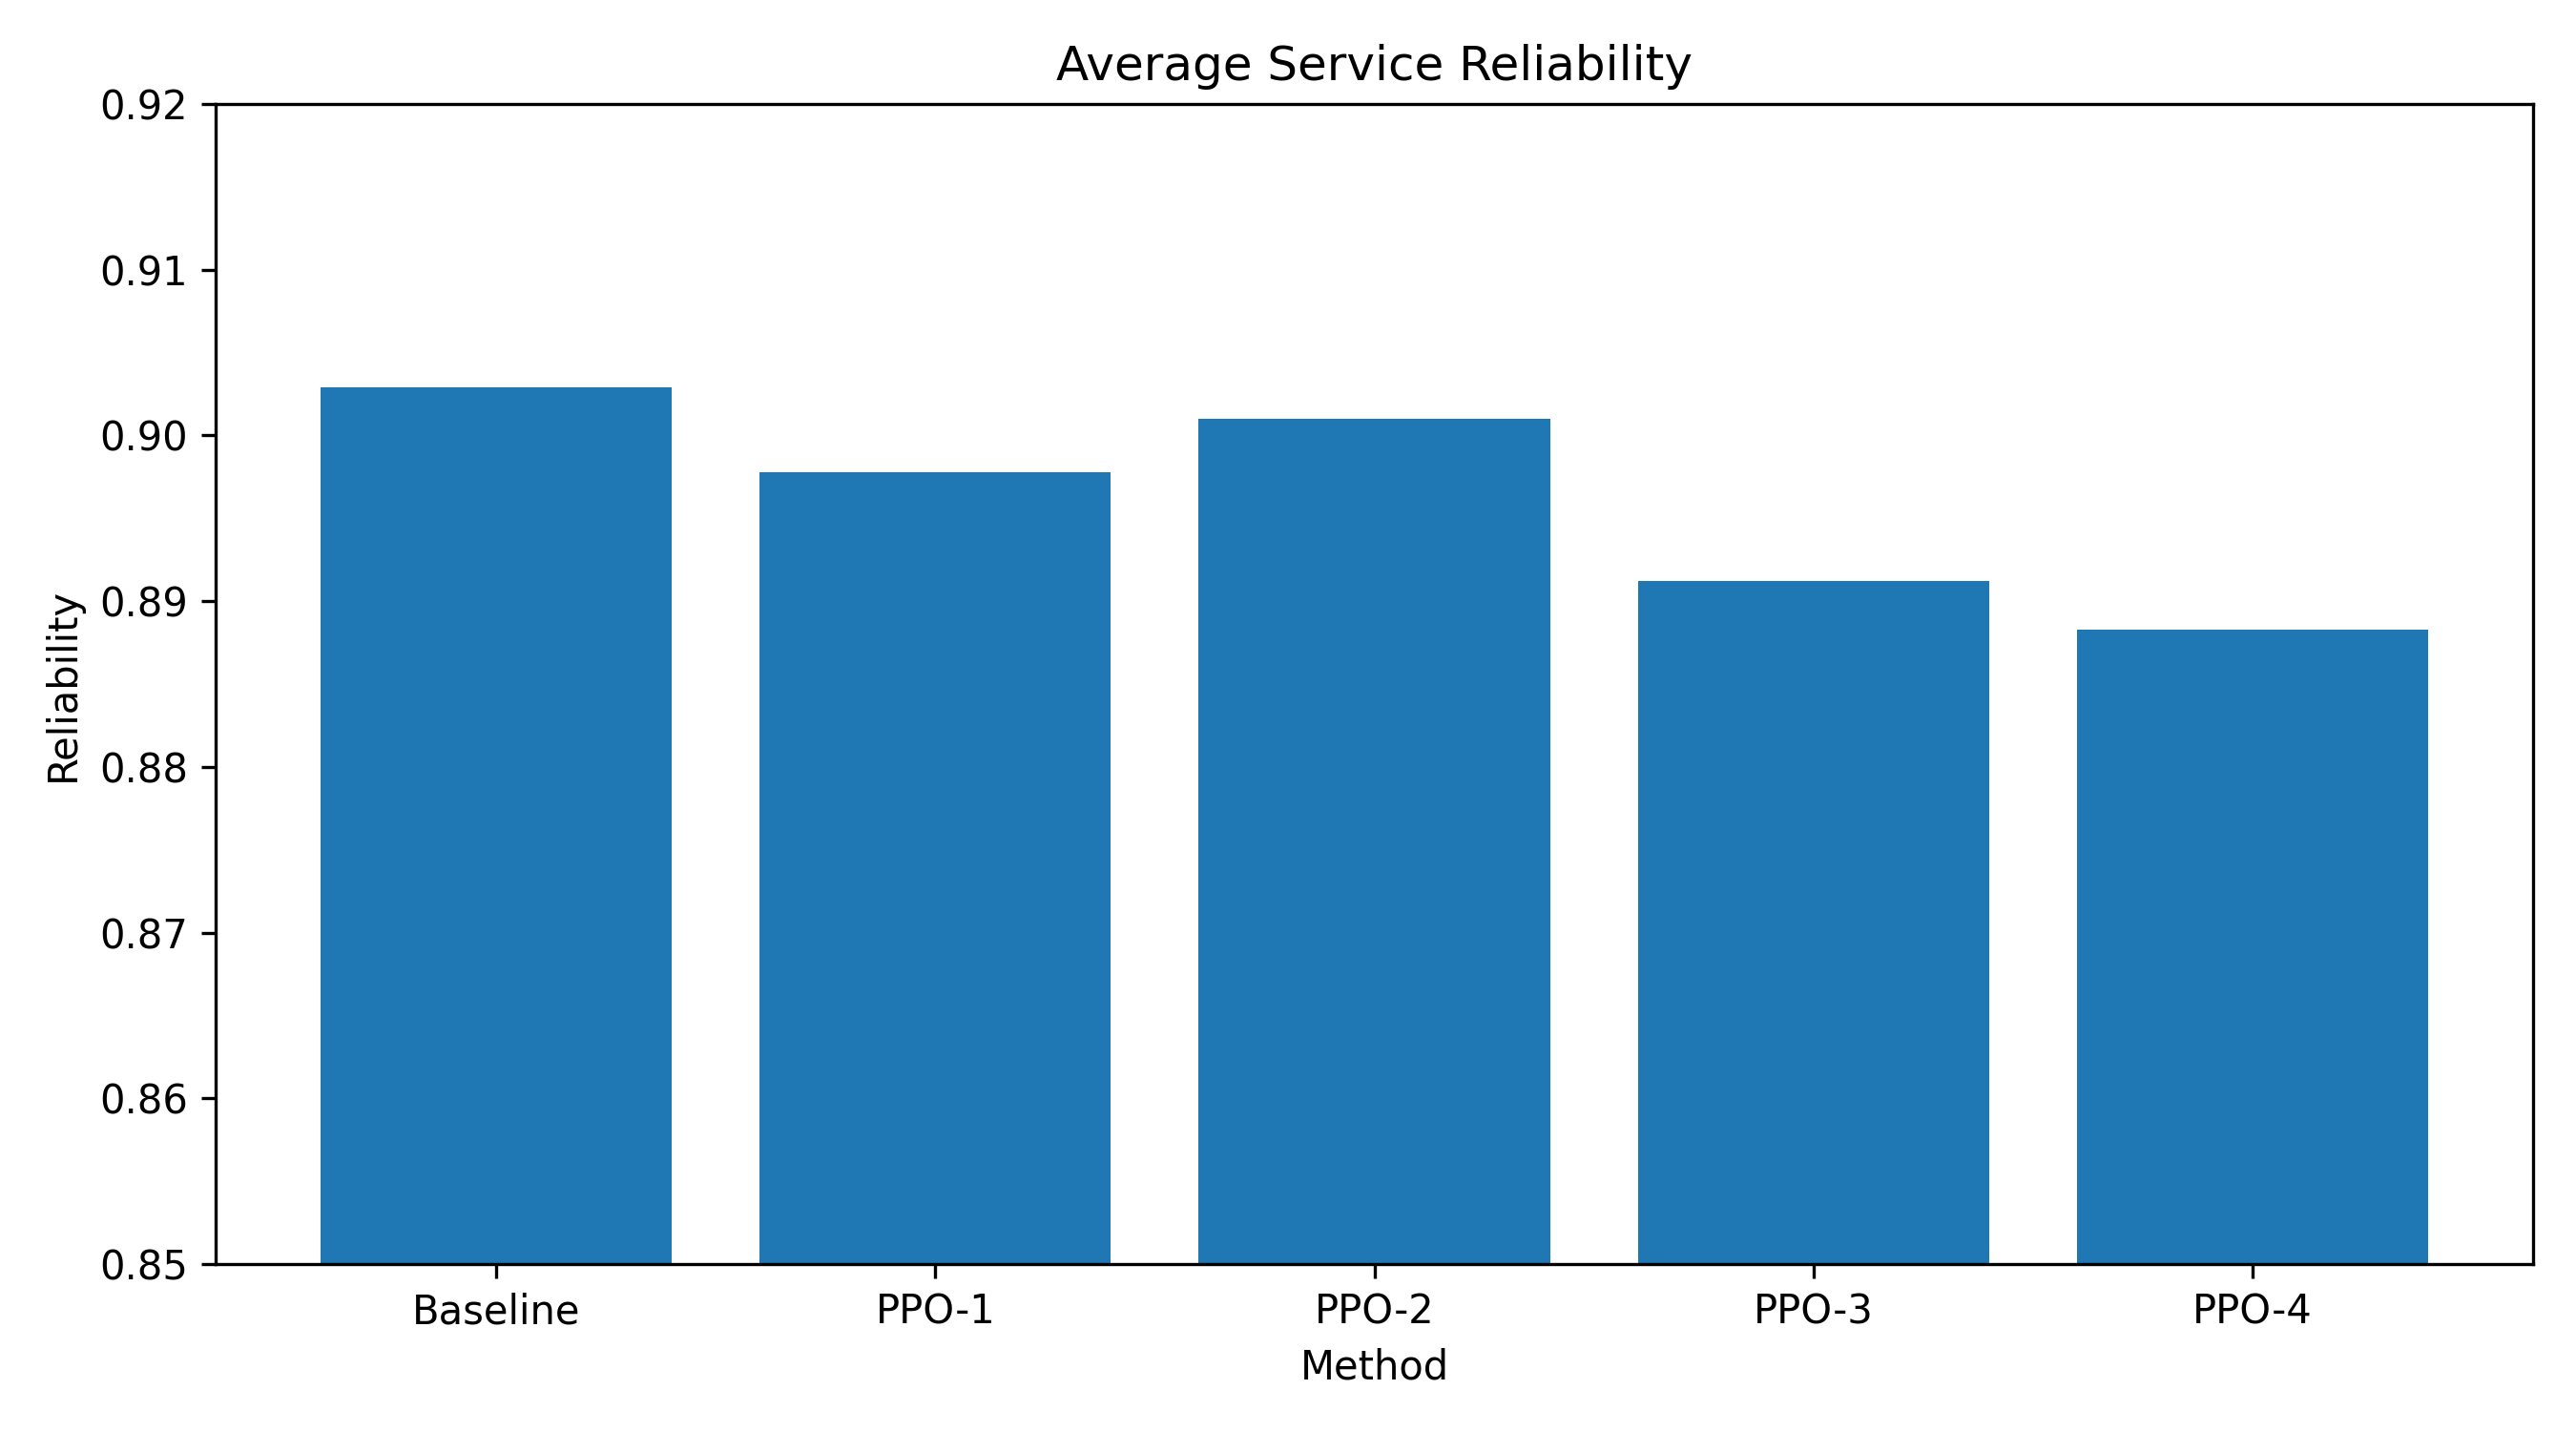 Average Service Reliability
0.92
0.91
0.90
0.89
0.88
0.87
0.86
0.85
Reliability
Baseline PPO-1 PPO-2 PPO-3 PPO-4
Method